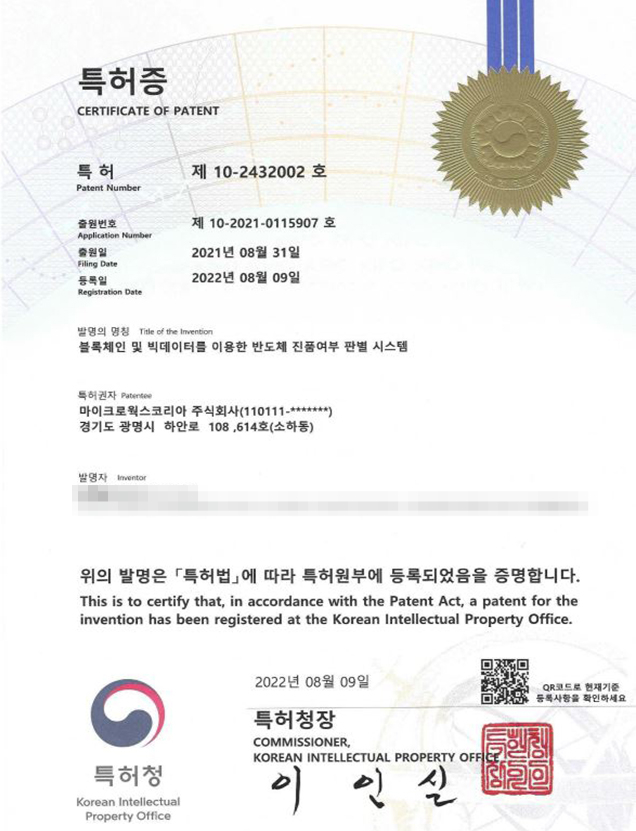 특허증
CERTIFICATE OF PATENT
특 허 제 10-2432002 호
Patent Number
출원번호 제 10-2021-0115907 호
Application Number
출원일 2021년 08월 31일
Filing Date
등록일 2022년 08월 09일
Registration Date
발명의 명칭 Title of the Invention
블록체인 및 빅데이터를 이용한 반도체 진품여부 판별 시스템
특허권자 Patentee
마이크로웍스코리아 주식회사(110111-*******)
경기도 광명시 하안로 108 ,614호(소하동)
발명자 Inventor
위의 발명은 「특허법」에 따라 특허원부에 등록되었음을 증명합니다.
This is to certify that, in accordance with the Patent Act, a patent for the
invention has been registered at the Korean Intellectual Property Office.
2022년 08월 09일
QR코드로 현재기준
등록사항을 확인하세요
특허청장
COMMISSIONER,
KOREAN INTELLECTUAL PROPERTY OFFICE
이 인 실
특허청
Korean Intellectual
Property Office